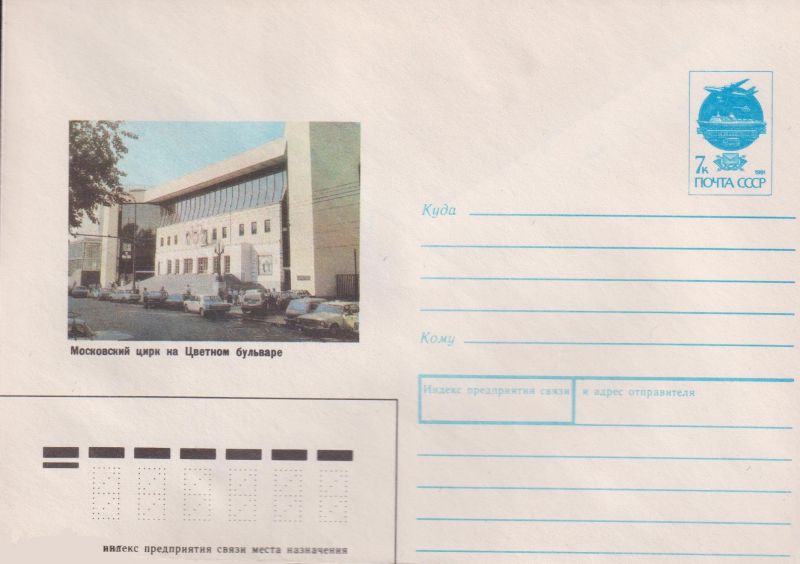 7
к
1991
ПОЧТА СССР
Куда
Московский цирк на Цветном бульваре
Кому
Индекс предприятия связи и адрес отправителя
индекс предприятия связи места назначения